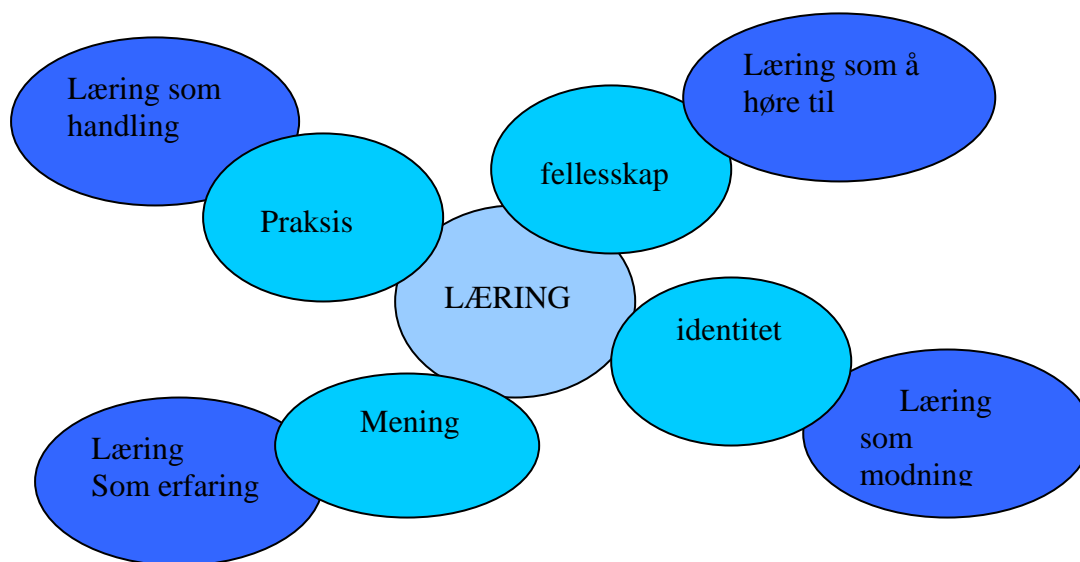 Læring som
handling
Læring som å
høre til
fellesskap
Praksis
LÆRING
identitet
Mening
Læring
som
modning
Læring
Som erfaring